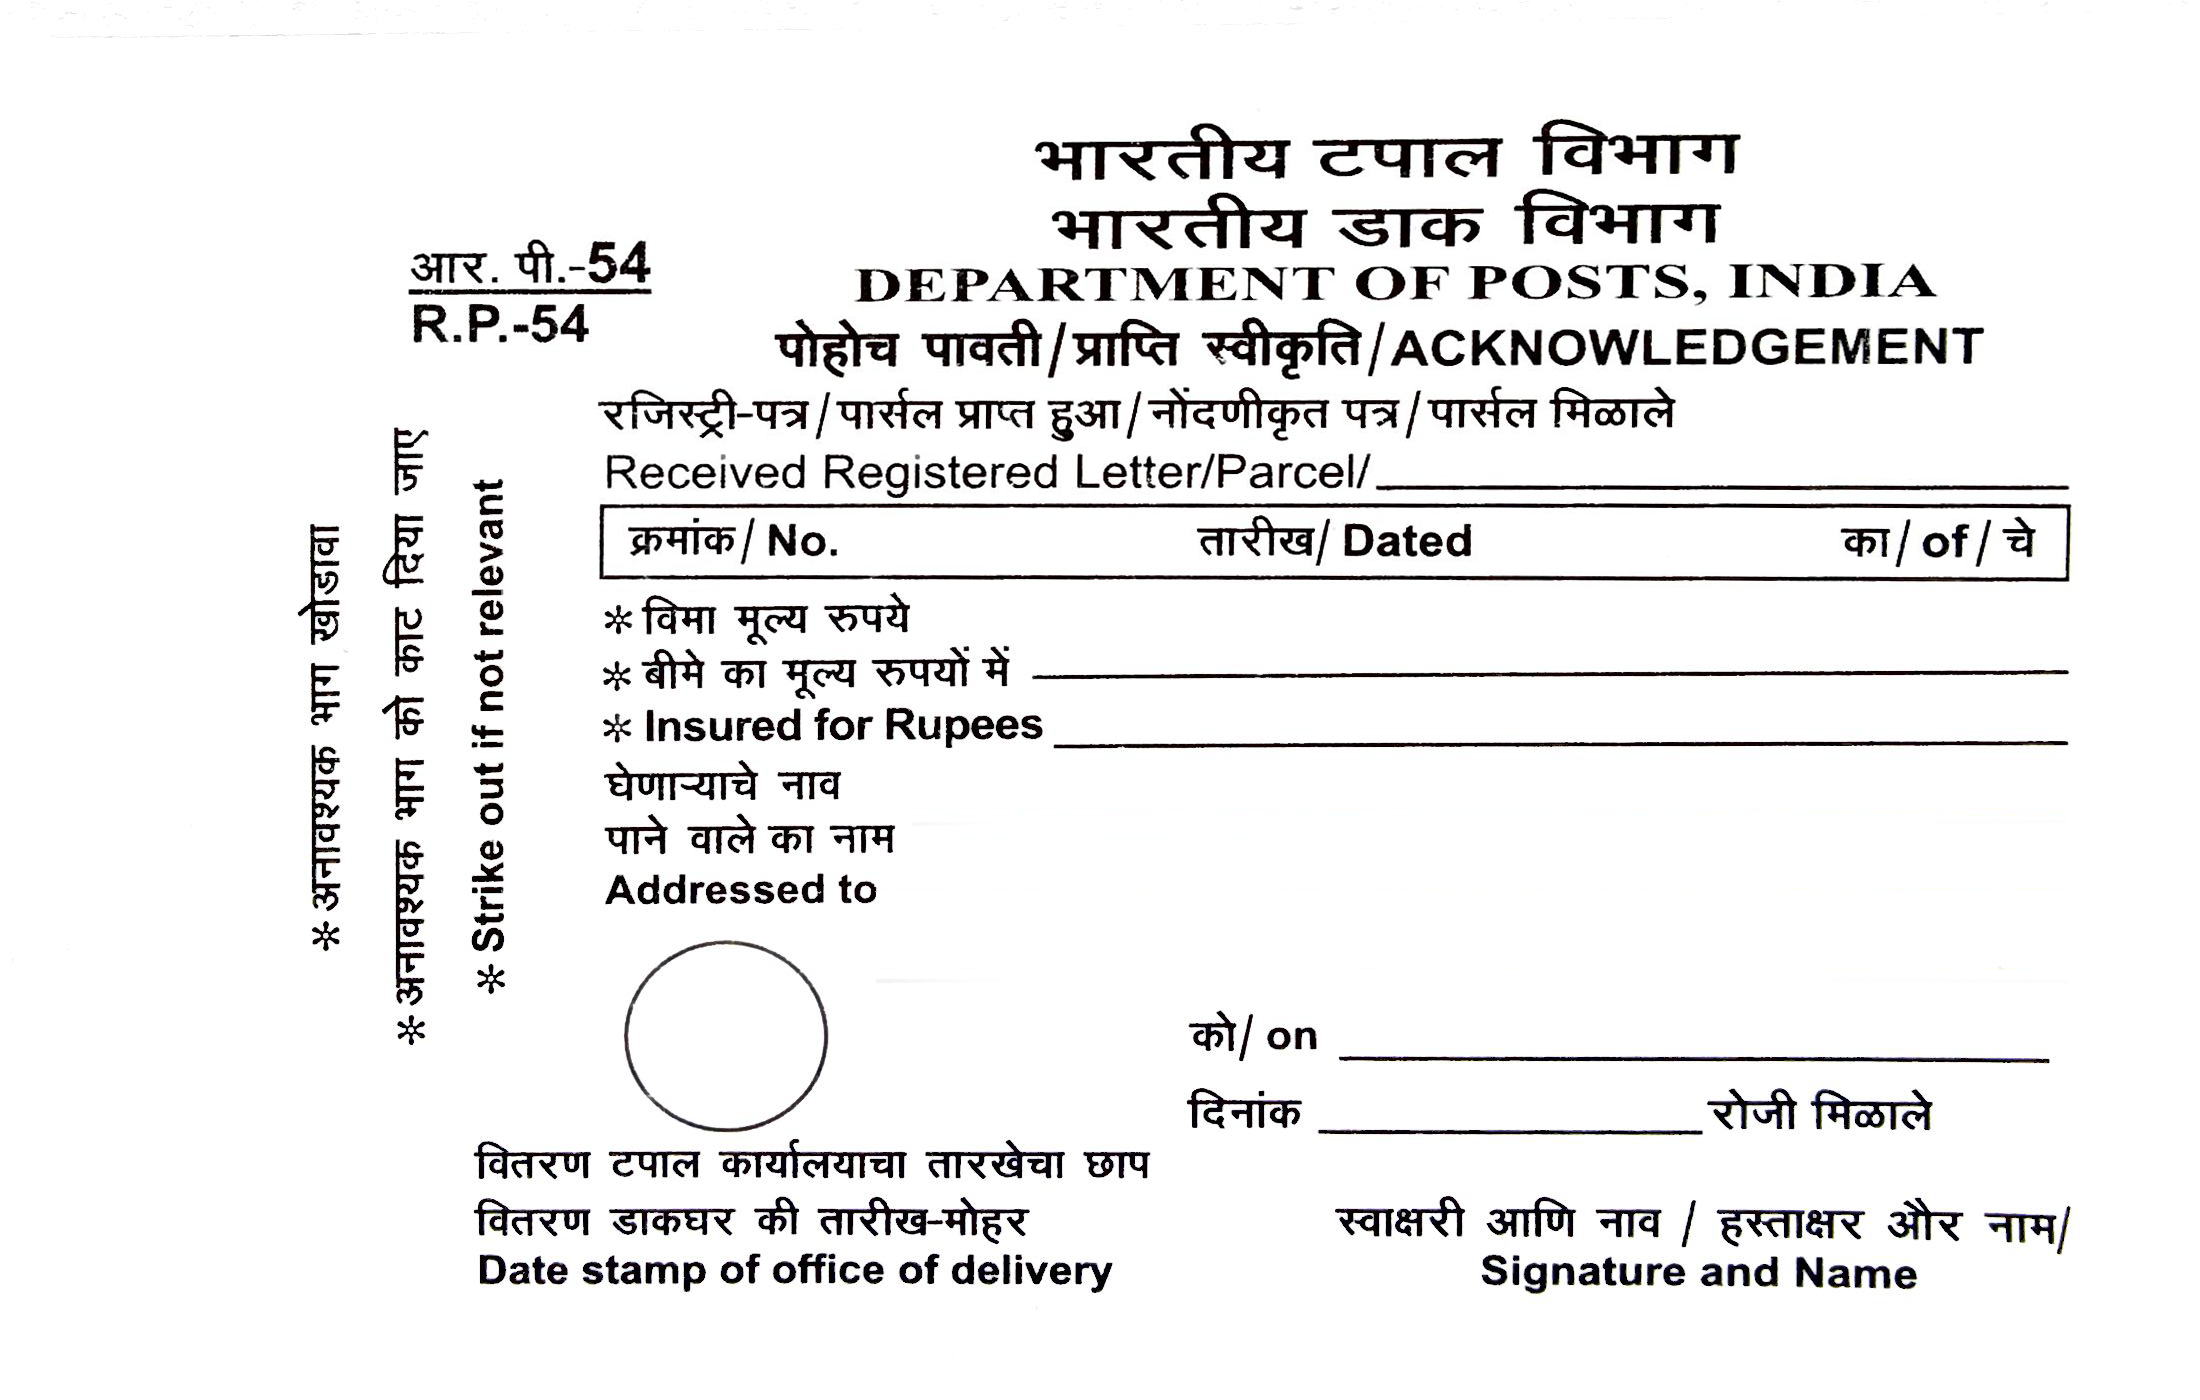 भारतीय टपाल विभाग
भारतीय डाक विभाग
DEPARTMENT OF POSTS, INDIA
आर. पी.-54
R.P.-54
पोहोच पावती/प्राप्ति स्वीकृति/ACKNOWLEDGEMENT
रजिस्ट्री-पत्र/पार्सल प्राप्त हुआ/नोंदणीकृत पत्र/पार्सल मिळाले
Received Registered Letter/Parcel/
क्रमांक/ No. तारीख/ Dated का/ of / चे
* विमा मूल्य रुपये
* बीमे का मूल्य रुपयों में
* Insured for Rupees
घेणाऱ्याचे नाव
पाने वाले का नाम
Addressed to
* अनावश्यक भाग खोडावा
* अनावश्यक भाग को काट दिया जाए
* Strike out if not relevant
को/ on
दिनांक रोजी मिळाले
वितरण टपाल कार्यालयाचा तारखेचा छाप
वितरण डाकघर की तारीख-मोहर
Date stamp of office of delivery
स्वाक्षरी आणि नाव / हस्ताक्षर और नाम/
Signature and Name